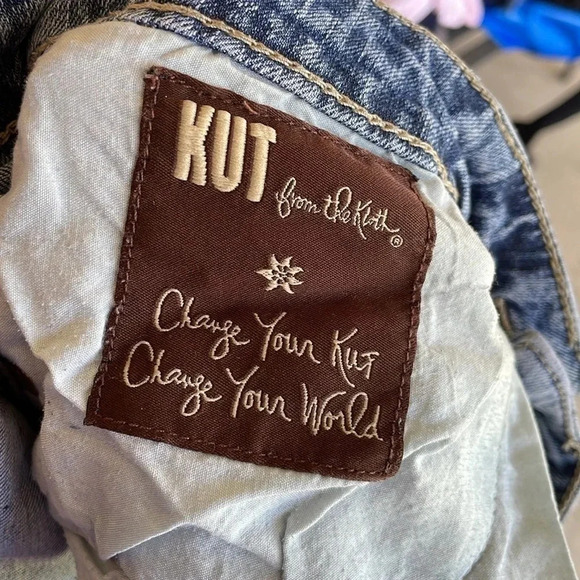 KUT
from the Kloth®
Change Your Kut
Change Your World